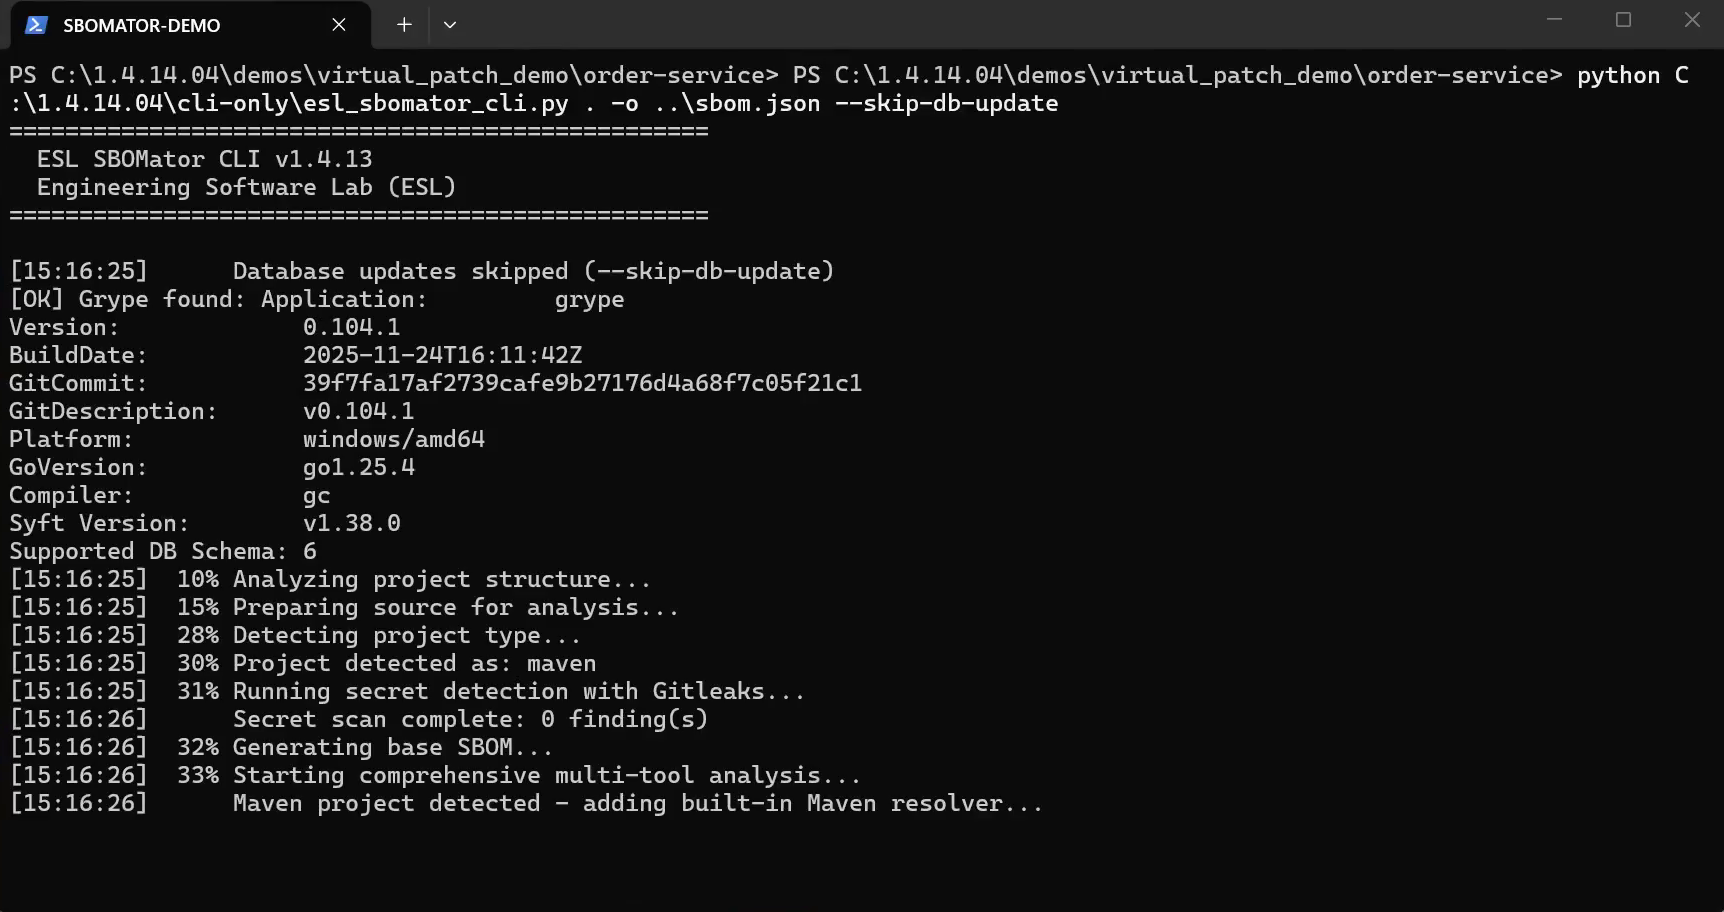 SBOMATOR-DEMO
PS C:\1.4.14.04\demos\virtual_patch_demo\order-service> PS C:\1.4.14.04\demos\virtual_patch_demo\order-service> python C
:\1.4.14.04\cli-only\esl_sbomator_cli.py . -o ..\sbom.json --skip-db-update
==================================================
  ESL SBOMator CLI v1.4.13
  Engineering Software Lab (ESL)
==================================================
[15:16:25]      Database updates skipped (--skip-db-update)
[OK] Grype found: Application:         grype
Version:             0.104.1
BuildDate:           2025-11-24T16:11:42Z
GitCommit:           39f7fa17af2739cafe9b27176d4a68f7c05f21c1
GitDescription:      v0.104.1
Platform:            windows/amd64
GoVersion:           go1.25.4
Compiler:            gc
Syft Version:        v1.38.0
Supported DB Schema: 6
[15:16:25]  10% Analyzing project structure...
[15:16:25]  15% Preparing source for analysis...
[15:16:25]  28% Detecting project type...
[15:16:25]  30% Project detected as: maven
[15:16:25]  31% Running secret detection with Gitleaks...
[15:16:26]      Secret scan complete: 0 finding(s)
[15:16:26]  32% Generating base SBOM...
[15:16:26]  33% Starting comprehensive multi-tool analysis...
[15:16:26]      Maven project detected - adding built-in Maven resolver...